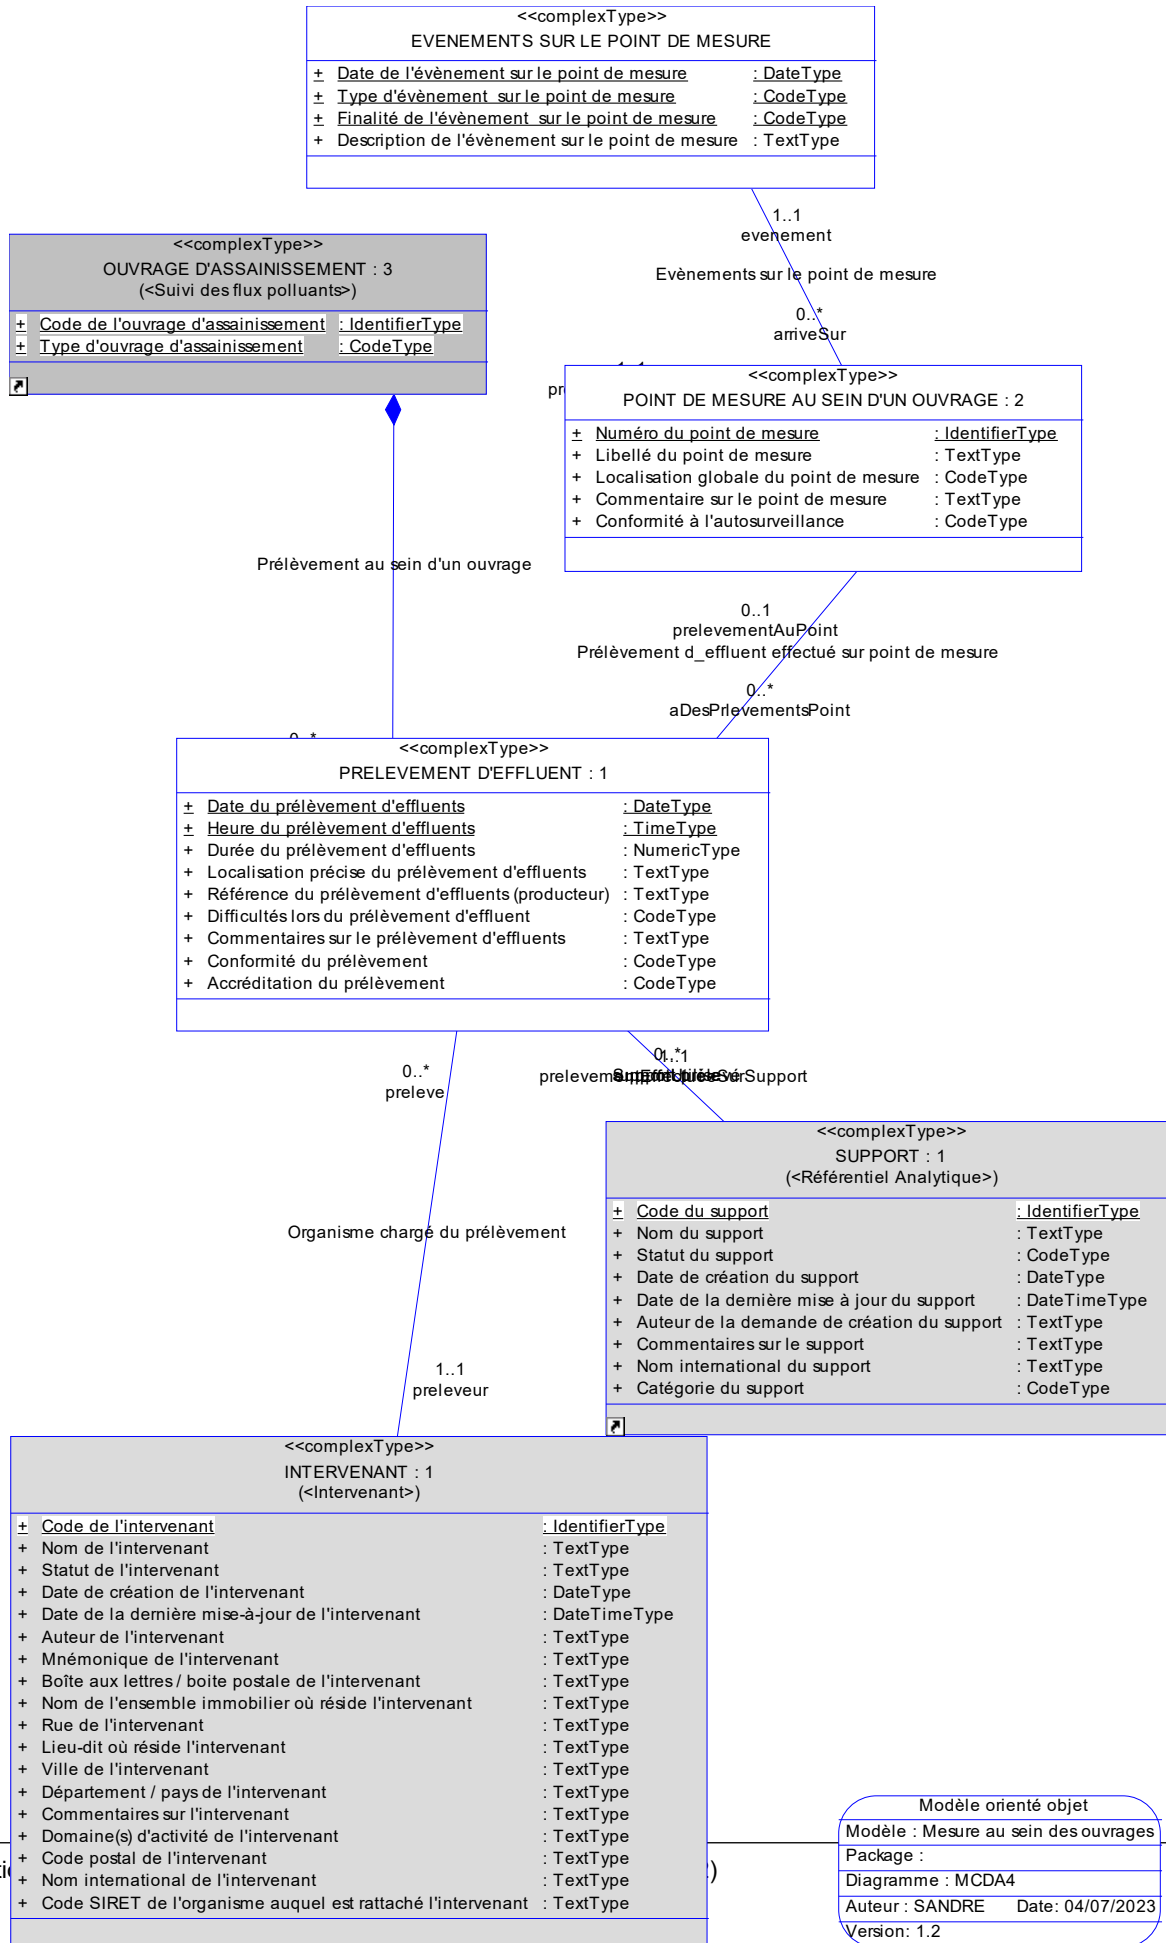 <<complexType>>
EVENEMENTS SUR LE POINT DE MESURE
+ Date de l'évènement sur le point de mesure : DateType
+ Type d'évènement sur le point de mesure : CodeType
+ Finalité de l'évènement sur le point de mesure : CodeType
+ Description de l'évènement sur le point de mesure : TextType
1..1
evenement
Evènements sur le point de mesure
0..*
arriveSur
<<complexType>>
OUVRAGE D'ASSAINISSEMENT : 3
(<Suivi des flux polluants>)
+ Code de l'ouvrage d'assainissement : IdentifierType
+ Type d'ouvrage d'assainissement : CodeType
<<complexType>>
POINT DE MESURE AU SEIN D'UN OUVRAGE : 2
+ Numéro du point de mesure : IdentifierType
+ Libellé du point de mesure : TextType
+ Localisation globale du point de mesure : CodeType
+ Commentaire sur le point de mesure : TextType
+ Conformité à l'autosurveillance : CodeType
Prélèvement au sein d'un ouvrage
0..1
prelevementAuPoint
Prélèvement d_effluent effectué sur point de mesure
0..*
aDesPrlevementsPoint
0..*
<<complexType>>
PRELEVEMENT D'EFFLUENT : 1
+ Date du prélèvement d'effluents : DateType
+ Heure du prélèvement d'effluents : TimeType
+ Durée du prélèvement d'effluents : NumericType
+ Localisation précise du prélèvement d'effluents : TextType
+ Référence du prélèvement d'effluents (producteur) : TextType
+ Difficultés lors du prélèvement d'effluent : CodeType
+ Commentaires sur le prélèvement d'effluents : TextType
+ Conformité du prélèvement : CodeType
+ Accréditation du prélèvement : CodeType
0..*
preleve
Organisme chargé du prélèvement
1..1
preleveur
<<complexType>>
SUPPORT : 1
(<Référentiel Analytique>)
+ Code du support : IdentifierType
+ Nom du support : TextType
+ Statut du support : CodeType
+ Date de création du support : DateType
+ Date de la dernière mise à jour du support : DateTimeType
+ Auteur de la demande de création du support : TextType
+ Commentaires sur le support : TextType
+ Nom international du support : TextType
+ Catégorie du support : CodeType
<<complexType>>
INTERVENANT : 1
(<Intervenant>)
+ Code de l'intervenant : IdentifierType
+ Nom de l'intervenant : TextType
+ Statut de l'intervenant : TextType
+ Date de création de l'intervenant : DateType
+ Date de la dernière mise-à-jour de l'intervenant : DateTimeType
+ Auteur de l'intervenant : TextType
+ Mnémonique de l'intervenant : TextType
+ Boîte aux lettres / boite postale de l'intervenant : TextType
+ Nom de l'ensemble immobilier où réside l'intervenant : TextType
+ Rue de l'intervenant : TextType
+ Lieu-dit où réside l'intervenant : TextType
+ Ville de l'intervenant : TextType
+ Département / pays de l'intervenant : TextType
+ Commentaires sur l'intervenant : TextType
+ Domaine(s) d'activité de l'intervenant : TextType
+ Code postal de l'intervenant : TextType
+ Nom international de l'intervenant : TextType
+ Code SIRET de l'organisme auquel est rattaché l'intervenant : TextType
Modèle orienté objet
Modèle : Mesure au sein des ouvrages
Package :
Diagramme : MCDA4
Auteur : SANDRE Date: 04/07/2023
Version: 1.2